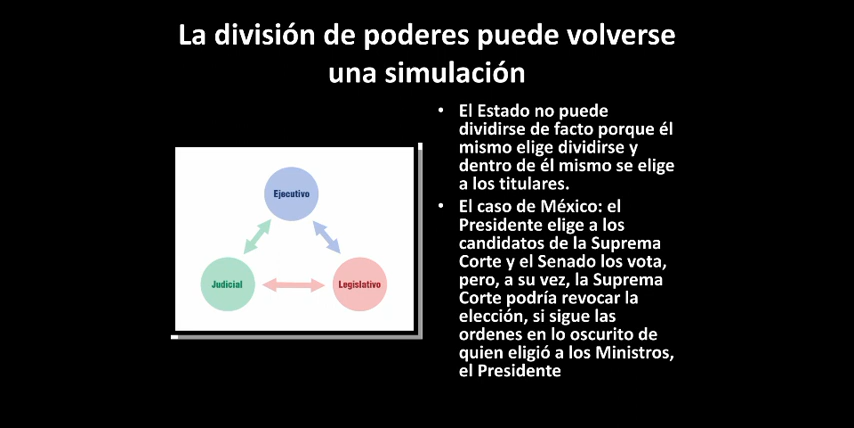 La división de poderes puede volverse
una simulación
Ejecutivo
Judicial
Legislativo
• El Estado no puede
dividirse de facto porque él
mismo elige dividirse y
dentro de él mismo se elige
a los titulares.
• El caso de México: el
Presidente elige a los
candidatos de la Suprema
Corte y el Senado los vota,
pero, a su vez, la Suprema
Corte podría revocar la
elección, si sigue las
ordenes en lo oscurito de
quien eligió a los Ministros,
el Presidente